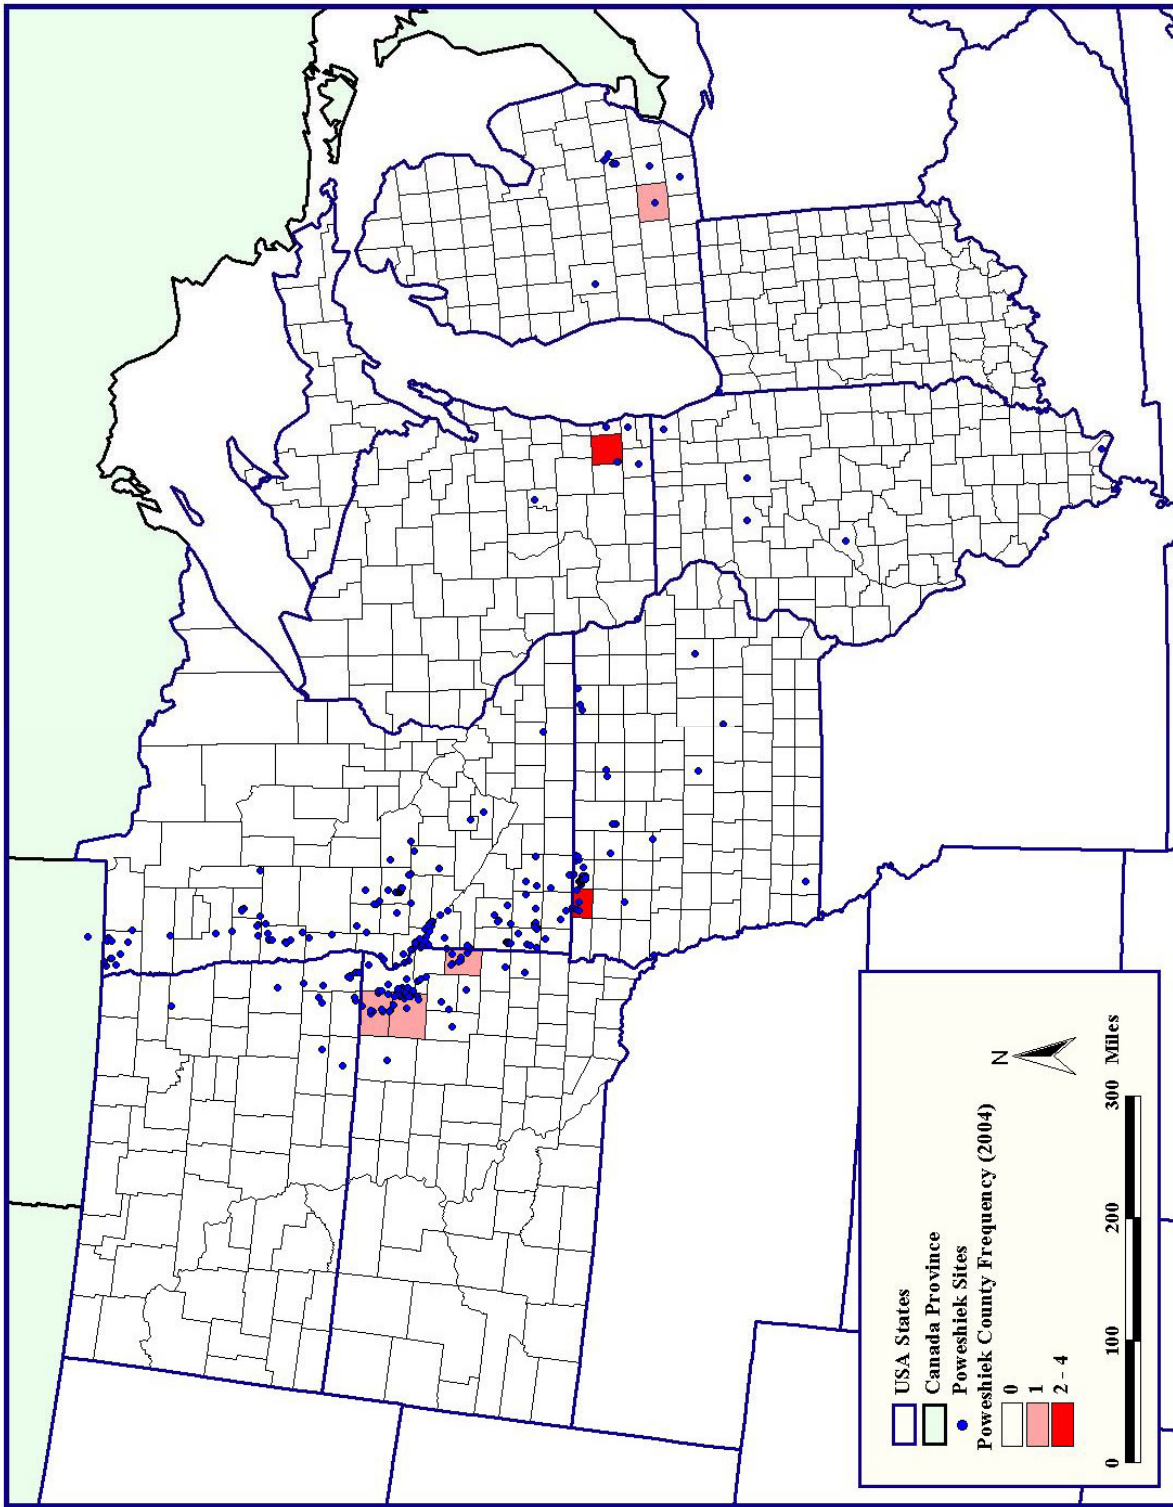 USA States
Canada Province
Poweshiek Sites
Poweshiek County Frequency (2004)
0
1
2 - 4
N
0 100 200 300 Miles